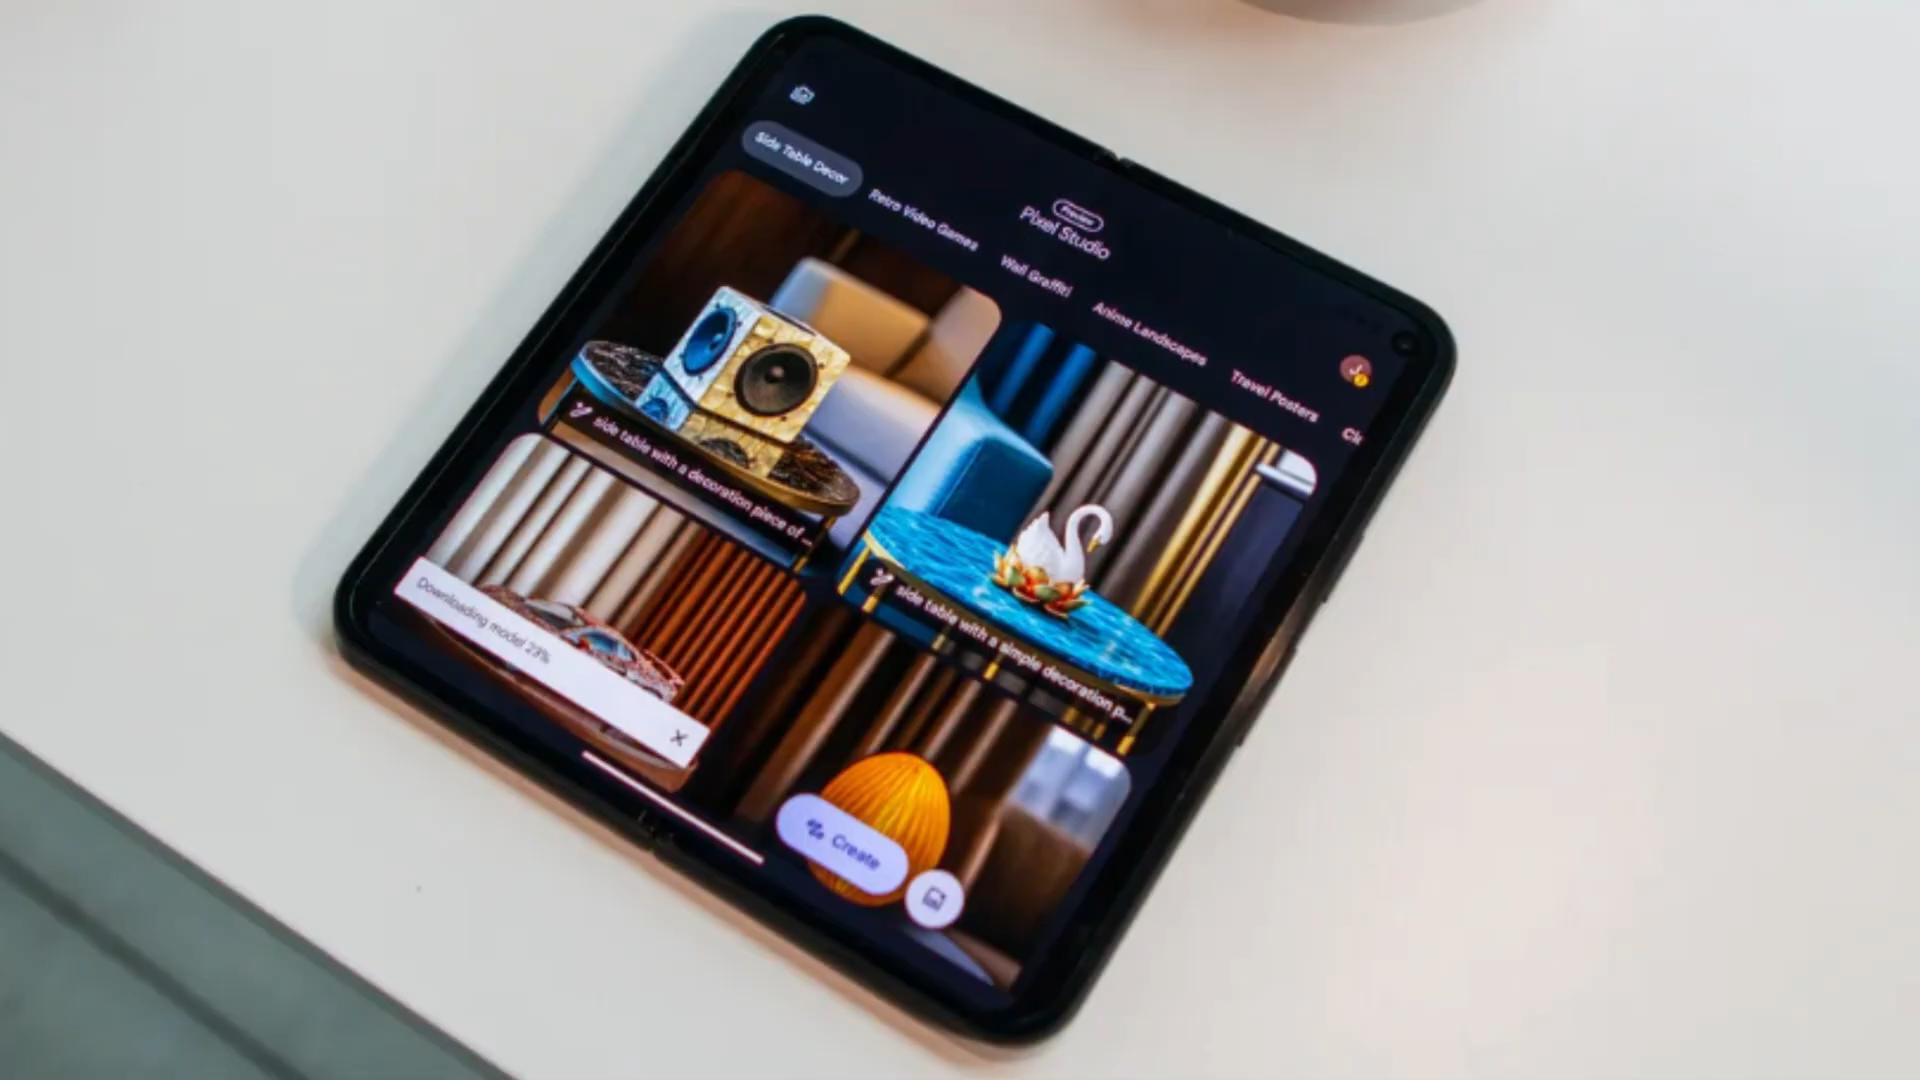 Preview
Pixel Studio
J
Side Table Decor
Retro Video Games
Wall Graffiti
Anime Landscapes
Travel Posters
side table with a decoration piece of ...
side table with a simple decoration p...
Downloading model 23%
Create